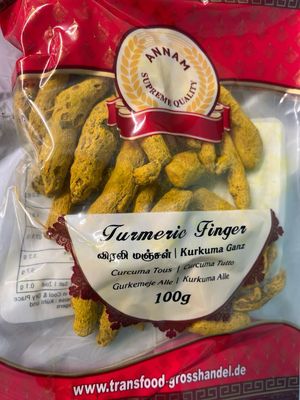 ANNAM
SUPREME QUALITY
Turmeric Finger
விரலி மஞ்சள் | Kurkuma Ganz
Curcuma Tous | Curcuma Tutto
Gurkemeje Alle | Kurkuma Alle
100g
www.transfood-grosshandel.de